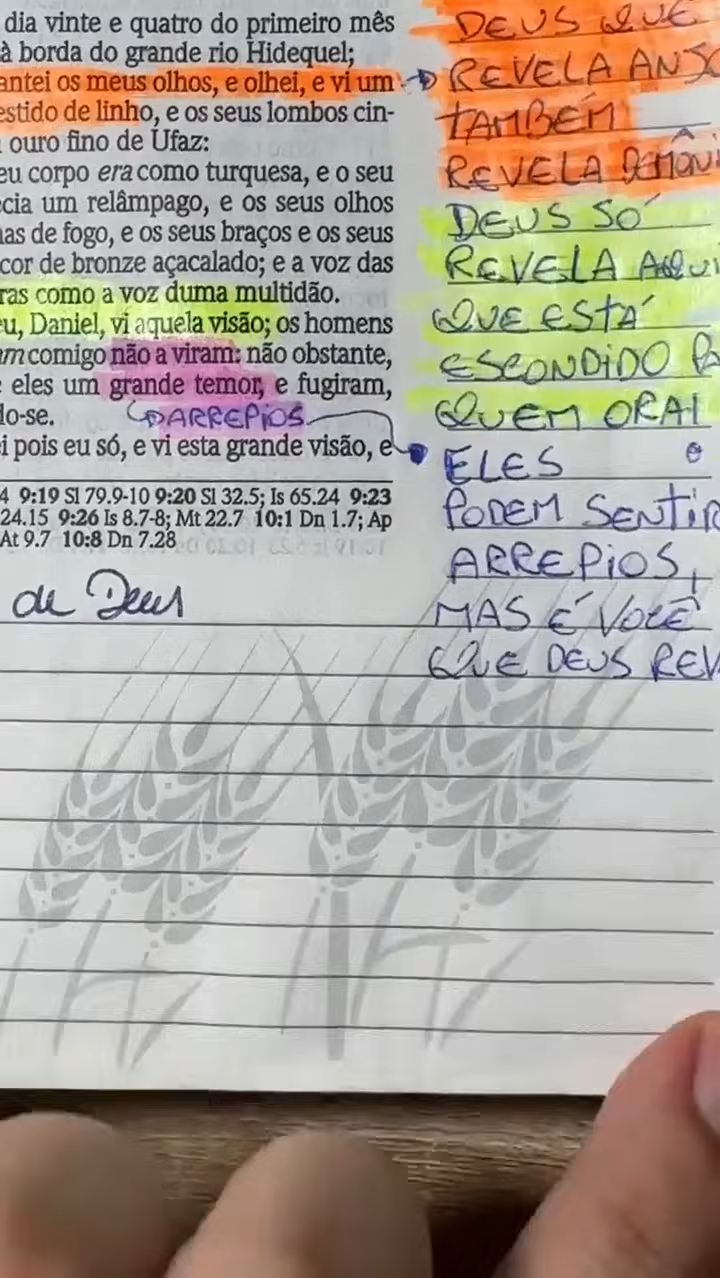 dia vinte e quatro do primeiro mês
à borda do grande rio Hidequel;
antei os meus olhos, e olhei, e vi um
estido de linho, e os seus lombos cin-
ouro fino de Ufaz:
eu corpo era como turquesa, e o seu
cia um relâmpago, e os seus olhos
as de fogo, e os seus braços e os seus
cor de bronze açacalado; e a voz das
ras como a voz duma multidão.
u, Daniel, vi aquela visão; os homens
m comigo não a viram: não obstante,
eles um grande temor, e fugiram,
do-se.
ARREPIOS
i pois eu só, e vi esta grande visão, e
4 9:19 Sl 79.9-10 9:20 Sl 32.5; Is 65.24 9:23
24.15 9:26 Is 8.7-8; Mt 22.7 10:1 Dn 1.7; Ap
At 9.7 10:8 Dn 7.28
de Deus
DEUS QUE
REVELA ANJO
TAMBÉM
REVELA DEMÔNI
DEUS SÓ
REVELA AQUI
QUE ESTÁ
ESCONDIDO PA
QUEM ORA!
ELES
PODEM SENTIR
ARREPIOS,
MAS É VOCÊ
QUE DEUS REV